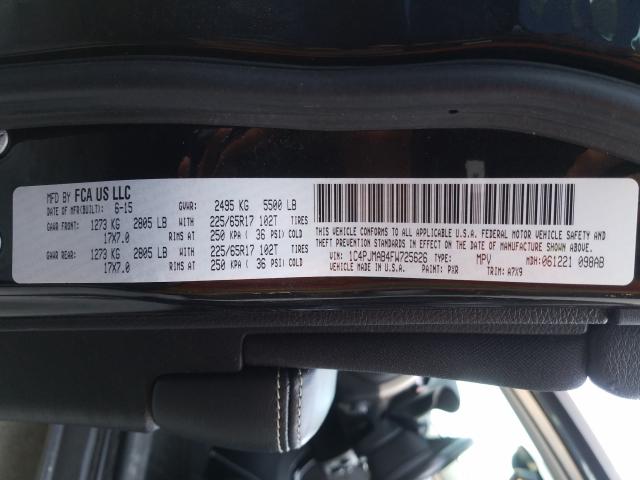 MFD BY FCA US LLC
DATE OF MFR(BUILT): 6-15 GVWR: 2495 KG 5500 LB
GAWR FRONT: 1273 KG 2805 LB WITH 225/65R17 102T TIRES
17X7.0 RIMS AT 250 KPA ( 36 PSI) COLD
GAWR REAR: 1273 KG 2805 LB WITH 225/65R17 102T TIRES
17X7.0 RIMS AT 250 KPA ( 36 PSI) COLD
THIS VEHICLE CONFORMS TO ALL APPLICABLE U.S.A. FEDERAL MOTOR VEHICLE
SAFETY, BUMPER, AND THEFT PREVENTION STANDARDS IN EFFECT ON THE
DATE OF MANUFACTURE SHOWN ABOVE.
VIN: 1C4PJMAB4FW725626 TYPE: MPV MDH: 061221 098AB
VEHICLE MADE IN U.S.A. PAINT: PXR TRIM: A7X9